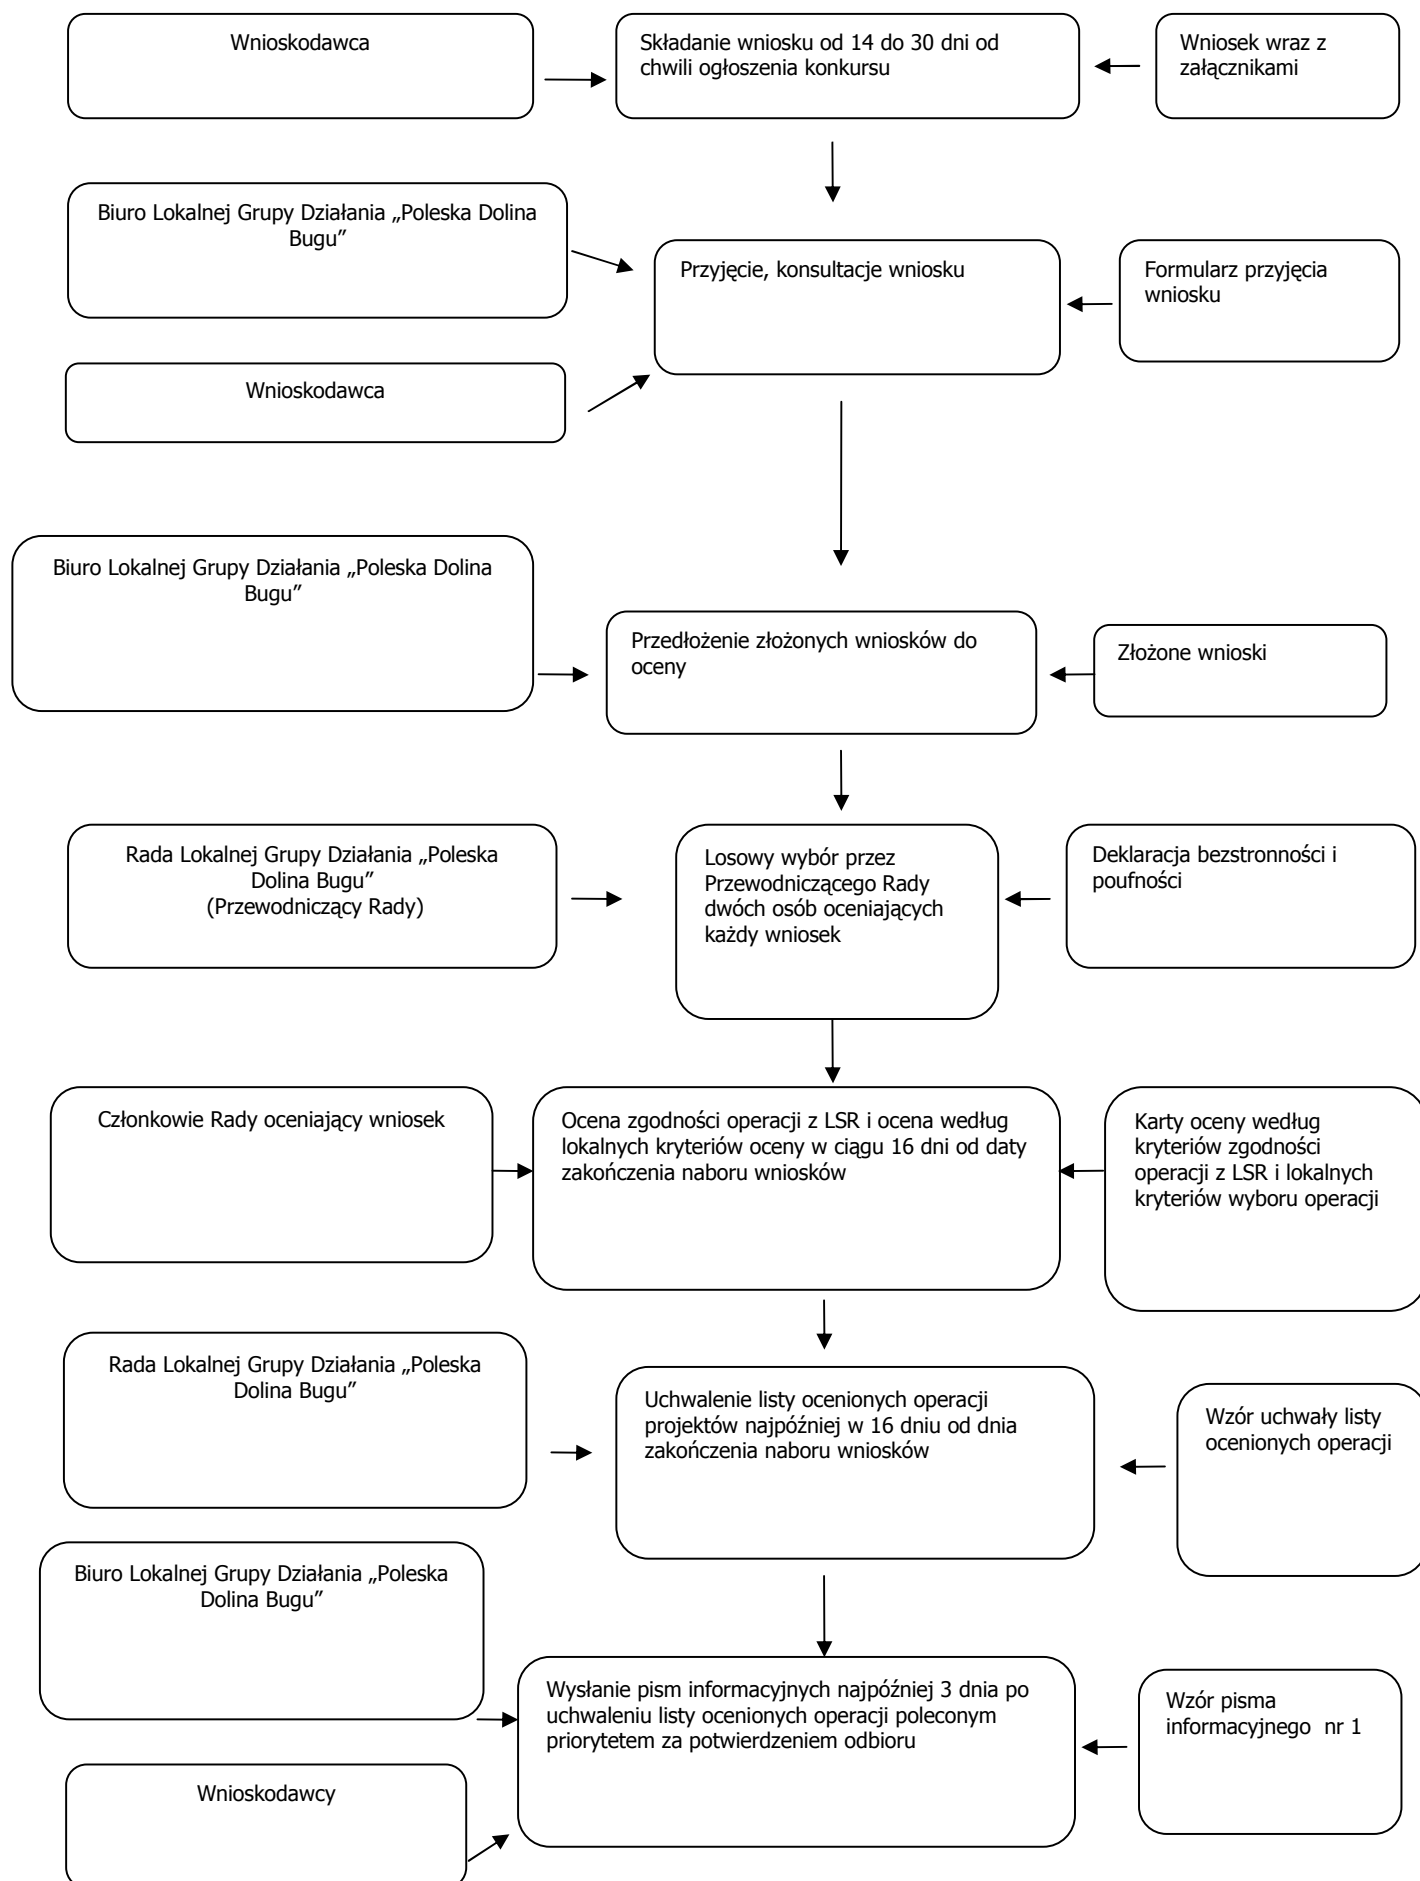 Wnioskodawca
Składanie wniosku od 14 do 30 dni od
chwili ogłoszenia konkursu
Wniosek wraz z
załącznikami
Biuro Lokalnej Grupy Działania „Poleska Dolina
Bugu”
Przyjęcie, konsultacje wniosku
Formularz przyjęcia
wniosku
Wnioskodawca
Biuro Lokalnej Grupy Działania „Poleska Dolina
Bugu”
Przedłożenie złożonych wniosków do
oceny
Złożone wnioski
Rada Lokalnej Grupy Działania „Poleska
Dolina Bugu”
(Przewodniczący Rady)
Losowy wybór przez
Przewodniczącego Rady
dwóch osób oceniających
każdy wniosek
Deklaracja bezstronności i
poufności
Członkowie Rady oceniający wniosek
Ocena zgodności operacji z LSR i ocena według
lokalnych kryteriów oceny w ciągu 16 dni od daty
zakończenia naboru wniosków
Karty oceny według
kryteriów zgodności
operacji z LSR i lokalnych
kryteriów wyboru operacji
Rada Lokalnej Grupy Działania „Poleska
Dolina Bugu”
Uchwalenie listy ocenionych operacji
projektów najpóźniej w 16 dniu od dnia
zakończenia naboru wniosków
Wzór uchwały listy
ocenionych operacji
Biuro Lokalnej Grupy Działania „Poleska
Dolina Bugu”
Wysłanie pism informacyjnych najpóźniej 3 dnia po
uchwaleniu listy ocenionych operacji poleconym
priorytetem za potwierdzeniem odbioru
Wzór pisma
informacyjnego nr 1
Wnioskodawcy